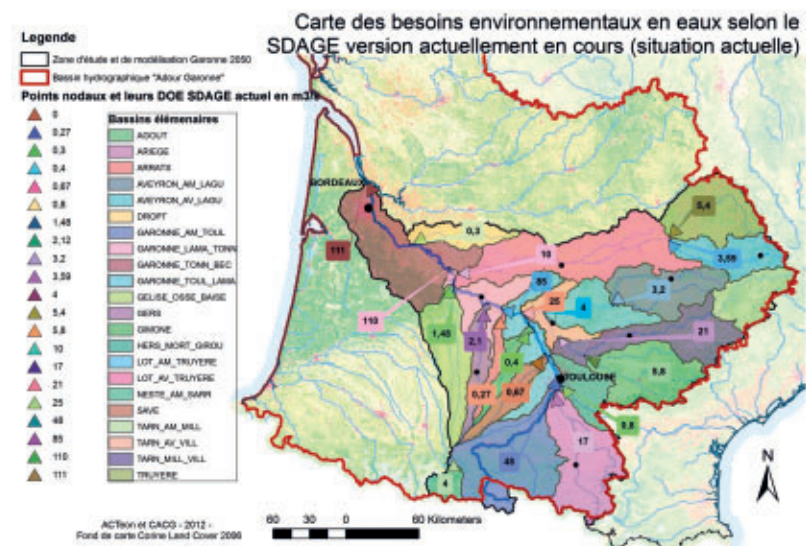 Carte des besoins environnementaux en eaux selon le
SDAGE version actuellement en cours (situation actuelle)
Legende
Zone d'étude et de modélisation Garonne 2050
Bassin hydrographique "Adour Garonne"
Points nodaux et leurs DOE SDAGE actuel en m3/s
0
0,27
0,3
0,4
0,67
0,8
1,48
2,12
3,2
3,59
4
5,4
5,8
10
17
21
25
48
85
110
111
Bassins élémenaires
ADOUT
ARIEGE
ARRATS
AVEYRON_AM_LAGU
AVEYRON_AV_LAGU
DROPT
GARONNE_AM_TOUL
GARONNE_LAMA_TONN
GARONNE_TONN_BEC
GARONNE_TOUL_LAMA
GELISE_OSSE_BAISE
GERS
GIMONE
HERS_MORT_GIROU
LOT_AM_TRUYERE
LOT_AV_TRUYERE
NESTE_AM_SARR
SAVE
TARN_AM_MILL
TARN_AV_VILL
TARN_MILL_VILL
TRUYERE
BORDEAUX
0,3
5,4
10
3,59
111
85
3,2
25
4
110
1,48
2,1
21
0,4
TOULOUSE
5,8
0,27
0,67
0,8
17
48
4
N
ACTeon et CACG - 2012 -
Fond de carte Corine Land Cover 2006
60 30 0 60 Kilometers